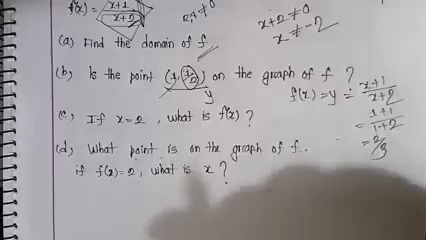 f(x) = x+1 / x+2
x+2 ≠ 0
x ≠ -2
(a) Find the domain of f
(b) Is the point (1, 1/2) on the graph of f ?
y
f(x) = y = x+1 / x+2
= 1+1 / 1+2
= 2/3
(c) If x=2, what is f(x) ?
(d) What point is on the graph of f.
if f(x)=2, what is x ?